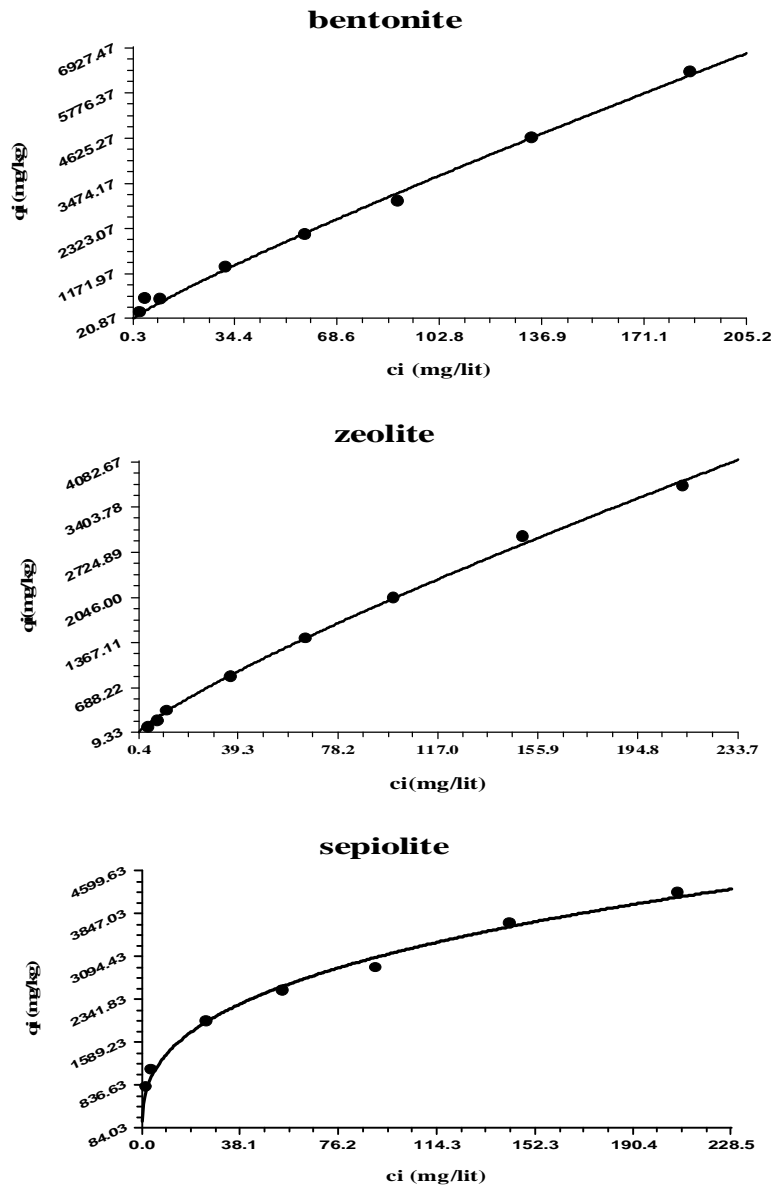 bentonite
6927.47
5776.37
4625.27
3474.17
2323.07
1171.97
20.87
qi (mg/kg)
0.3 34.4 68.6 102.8 136.9 171.1 205.2
ci (mg/lit)
zeolite
4082.67
3403.78
2724.89
2046.00
1367.11
688.22
9.33
qi(mg/kg)
0.4 39.3 78.2 117.0 155.9 194.8 233.7
ci(mg/lit)
sepiolite
4599.63
3847.03
3094.43
2341.83
1589.23
836.63
84.03
qi (mg/kg)
0.0 38.1 76.2 114.3 152.3 190.4 228.5
ci (mg/lit)